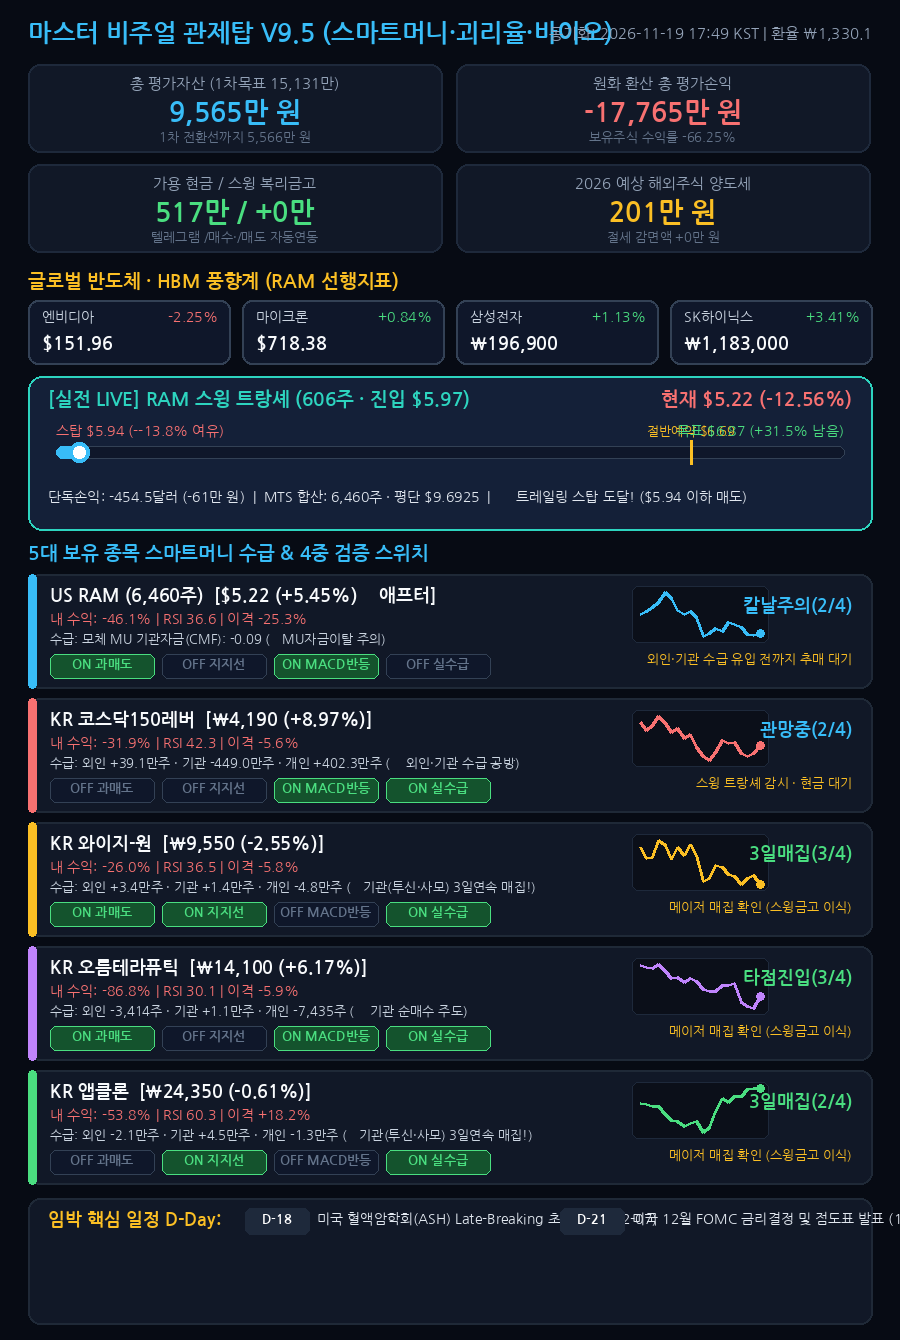 마스터 비주얼 관제탑 V9.5 (스마트머니·괴리율·바이오)
2026-11-19 17:49 KST | 환율 ₩1,330.1
총 평가자산 (1차목표 15,131만)
9,565만 원
1차 전환선까지 5,566만 원
원화 환산 총 평가손익
-17,765만 원
보유주식 수익률 -66.25%
가용 현금 / 스윙 복리금고
517만 / +0만
텔레그램 /매수·/매도 자동연동
2026 예상 해외주식 양도세
201만 원
절세 감면액 +0만 원
글로벌 반도체 · HBM 풍향계 (RAM 선행지표)
엔비디아 -2.25%
$151.96
마이크론 +0.84%
$718.38
삼성전자 +1.13%
₩196,900
SK하이닉스 +3.41%
₩1,183,000
[실전 LIVE] RAM 스윙 트랑셰 (606주 · 진입 $5.97)
현재 $5.22 (-12.56%)
스탑 $5.94 (--13.8% 여유)
(+31.5% 남음)
단독손익: -454.5달러 (-61만 원) | MTS 합산: 6,460주 · 평단 $9.6925 | 트레일링 스탑 도달! ($5.94 이하 매도)
5대 보유 종목 스마트머니 수급 & 4중 검증 스위치
US RAM (6,460주) [$5.22 (+5.45%) 애프터]
칼날주의(2/4)
내 수익: -46.1% | RSI 36.6 | 이격 -25.3%
수급: 모체 MU 기관자금(CMF): -0.09 ( MU자금이탈 주의)
외인·기관 수급 유입 전까지 추매 대기
ON 과매도 OFF 지지선 ON MACD반등 OFF 실수급
KR 코스닥150레버 [₩4,190 (+8.97%)]
관망중(2/4)
내 수익: -31.9% | RSI 42.3 | 이격 -5.6%
수급: 외인 +39.1만주 · 기관 -449.0만주 · 개인 +402.3만주 ( 외인·기관 수급 공방)
스윙 트랑셰 감시 · 현금 대기
OFF 과매도 OFF 지지선 ON MACD반등 ON 실수급
KR 와이지-원 [₩9,550 (-2.55%)]
3일매집(3/4)
내 수익: -26.0% | RSI 36.5 | 이격 -5.8%
수급: 외인 +3.4만주 · 기관 +1.4만주 · 개인 -4.8만주 ( 기관(투신·사모) 3일연속 매집!)
메이저 매집 확인 (스윙금고 이식)
ON 과매도 ON 지지선 OFF MACD반등 ON 실수급
KR 오름테라퓨틱 [₩14,100 (+6.17%)]
타점진입(3/4)
내 수익: -86.8% | RSI 30.1 | 이격 -5.9%
수급: 외인 -3,414주 · 기관 +1.1만주 · 개인 -7,435주 ( 기관 순매수 주도)
메이저 매집 확인 (스윙금고 이식)
ON 과매도 OFF 지지선 ON MACD반등 ON 실수급
KR 앱클론 [₩24,350 (-0.61%)]
3일매집(2/4)
내 수익: -53.8% | RSI 60.3 | 이격 +18.2%
수급: 외인 -2.1만주 · 기관 +4.5만주 · 개인 -1.3만주 ( 기관(투신·사모) 3일연속 매집!)
메이저 매집 확인 (스윙금고 이식)
OFF 과매도 ON 지지선 OFF MACD반등 ON 실수급
임박 핵심 일정 D-Day:
D-18 미국 혈액암학회(ASH) Late-Breaking
D-21 12월 FOMC 금리결정 및 점도표 발표